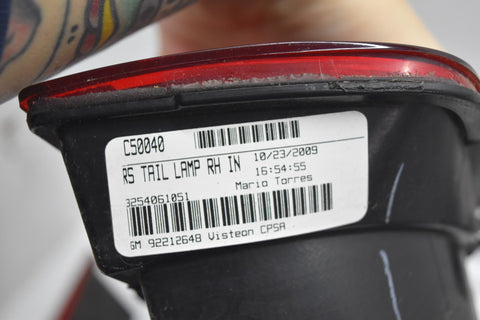 C50040
RS TAIL LAMP RH IN 10/23/2009
16:54:55
3254061051 Mario Torres
GM 92212648 Visteon CPSA